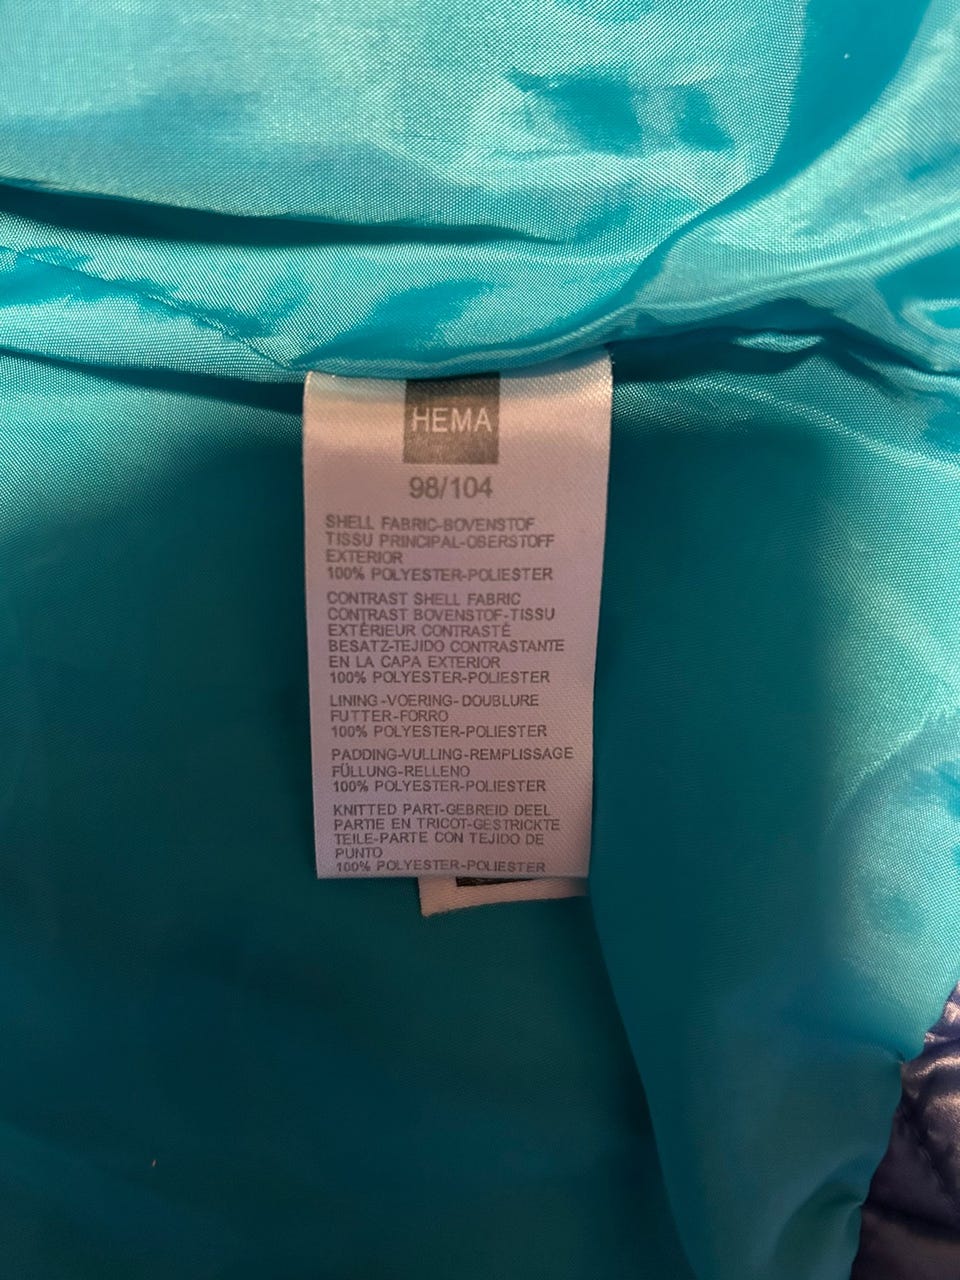 HEMA
98/104
SHELL FABRIC-BOVENSTOF
TISSU PRINCIPAL-OBERSTOFF
EXTERIOR
100% POLYESTER-POLIESTER
CONTRAST SHELL FABRIC
CONTRAST BOVENSTOF-TISSU
EXTÉRIEUR CONTRASTÉ
BESATZ-TEJIDO CONTRASTANTE
EN LA CAPA EXTERIOR
100% POLYESTER-POLIESTER
LINING-VOERING-DOUBLURE
FUTTER-FORRO
100% POLYESTER-POLIESTER
PADDING-VULLING-REMPLISSAGE
FÜLLUNG-RELLENO
100% POLYESTER-POLIESTER
KNITTED PART-GEBREID DEEL
PARTIE EN TRICOT-GESTRICKTE
TEILE-PARTE CON TEJIDO DE
PUNTO
100% POLYESTER-POLIESTER